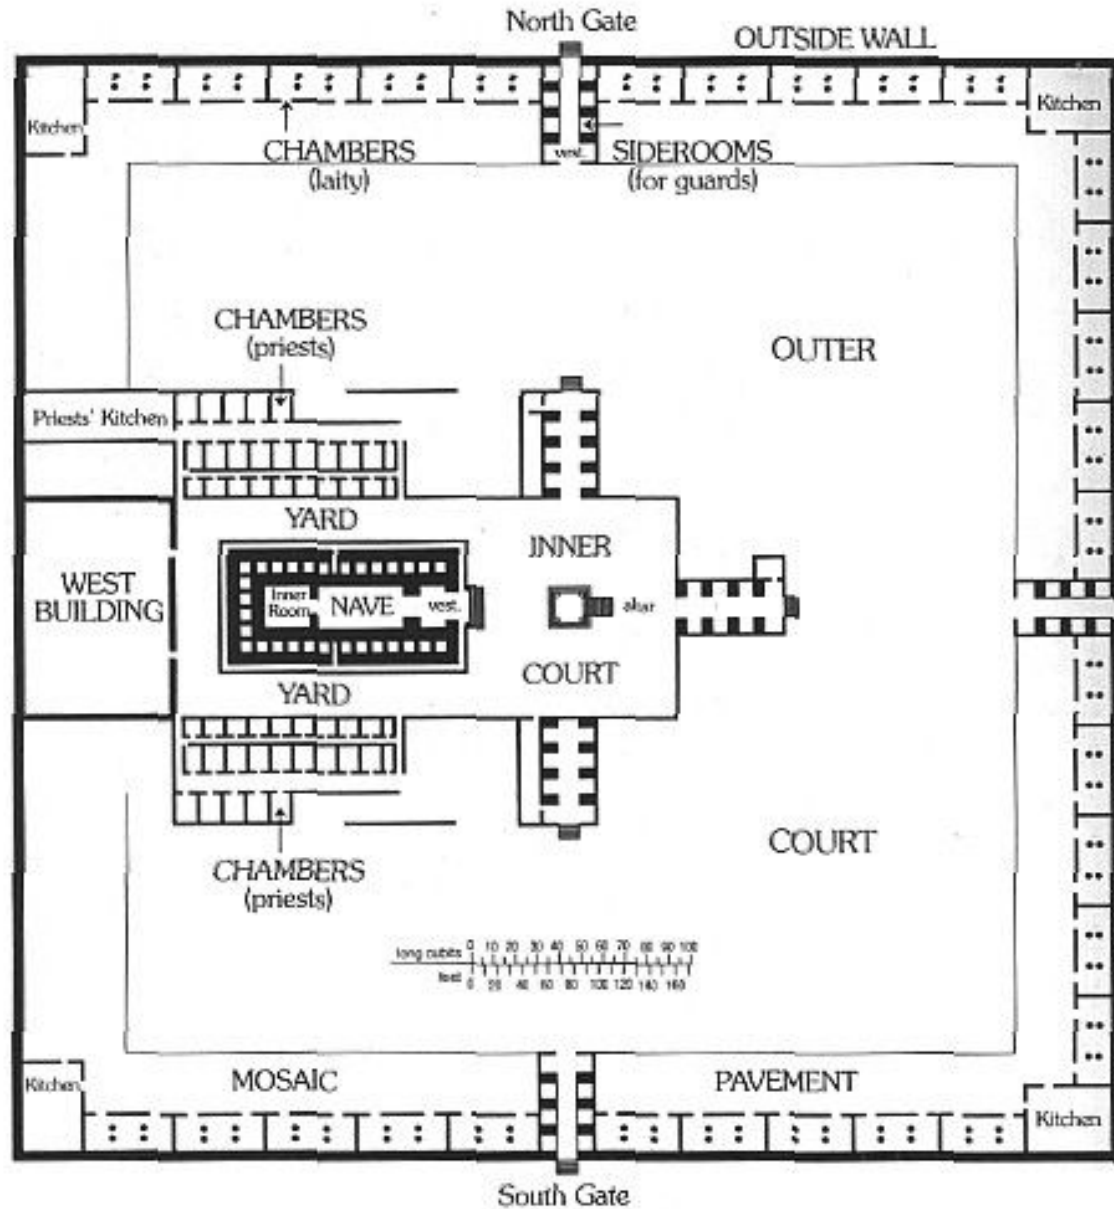 North Gate
OUTSIDE WALL
Kitchen
Kitchen
CHAMBERS
(laity)
vest.
SIDEROOMS
(for guards)
CHAMBERS
(priests)
OUTER
Priests' Kitchen
YARD
INNER
WEST
BUILDING
Inner
Room
NAVE
vest.
altar
COURT
YARD
COURT
CHAMBERS
(priests)
long cubits 0 10 20 30 40 50 60 70 80 90 100
feet 0 20 40 60 80 100 120 140 160
Kitchen
MOSAIC
PAVEMENT
Kitchen
South Gate